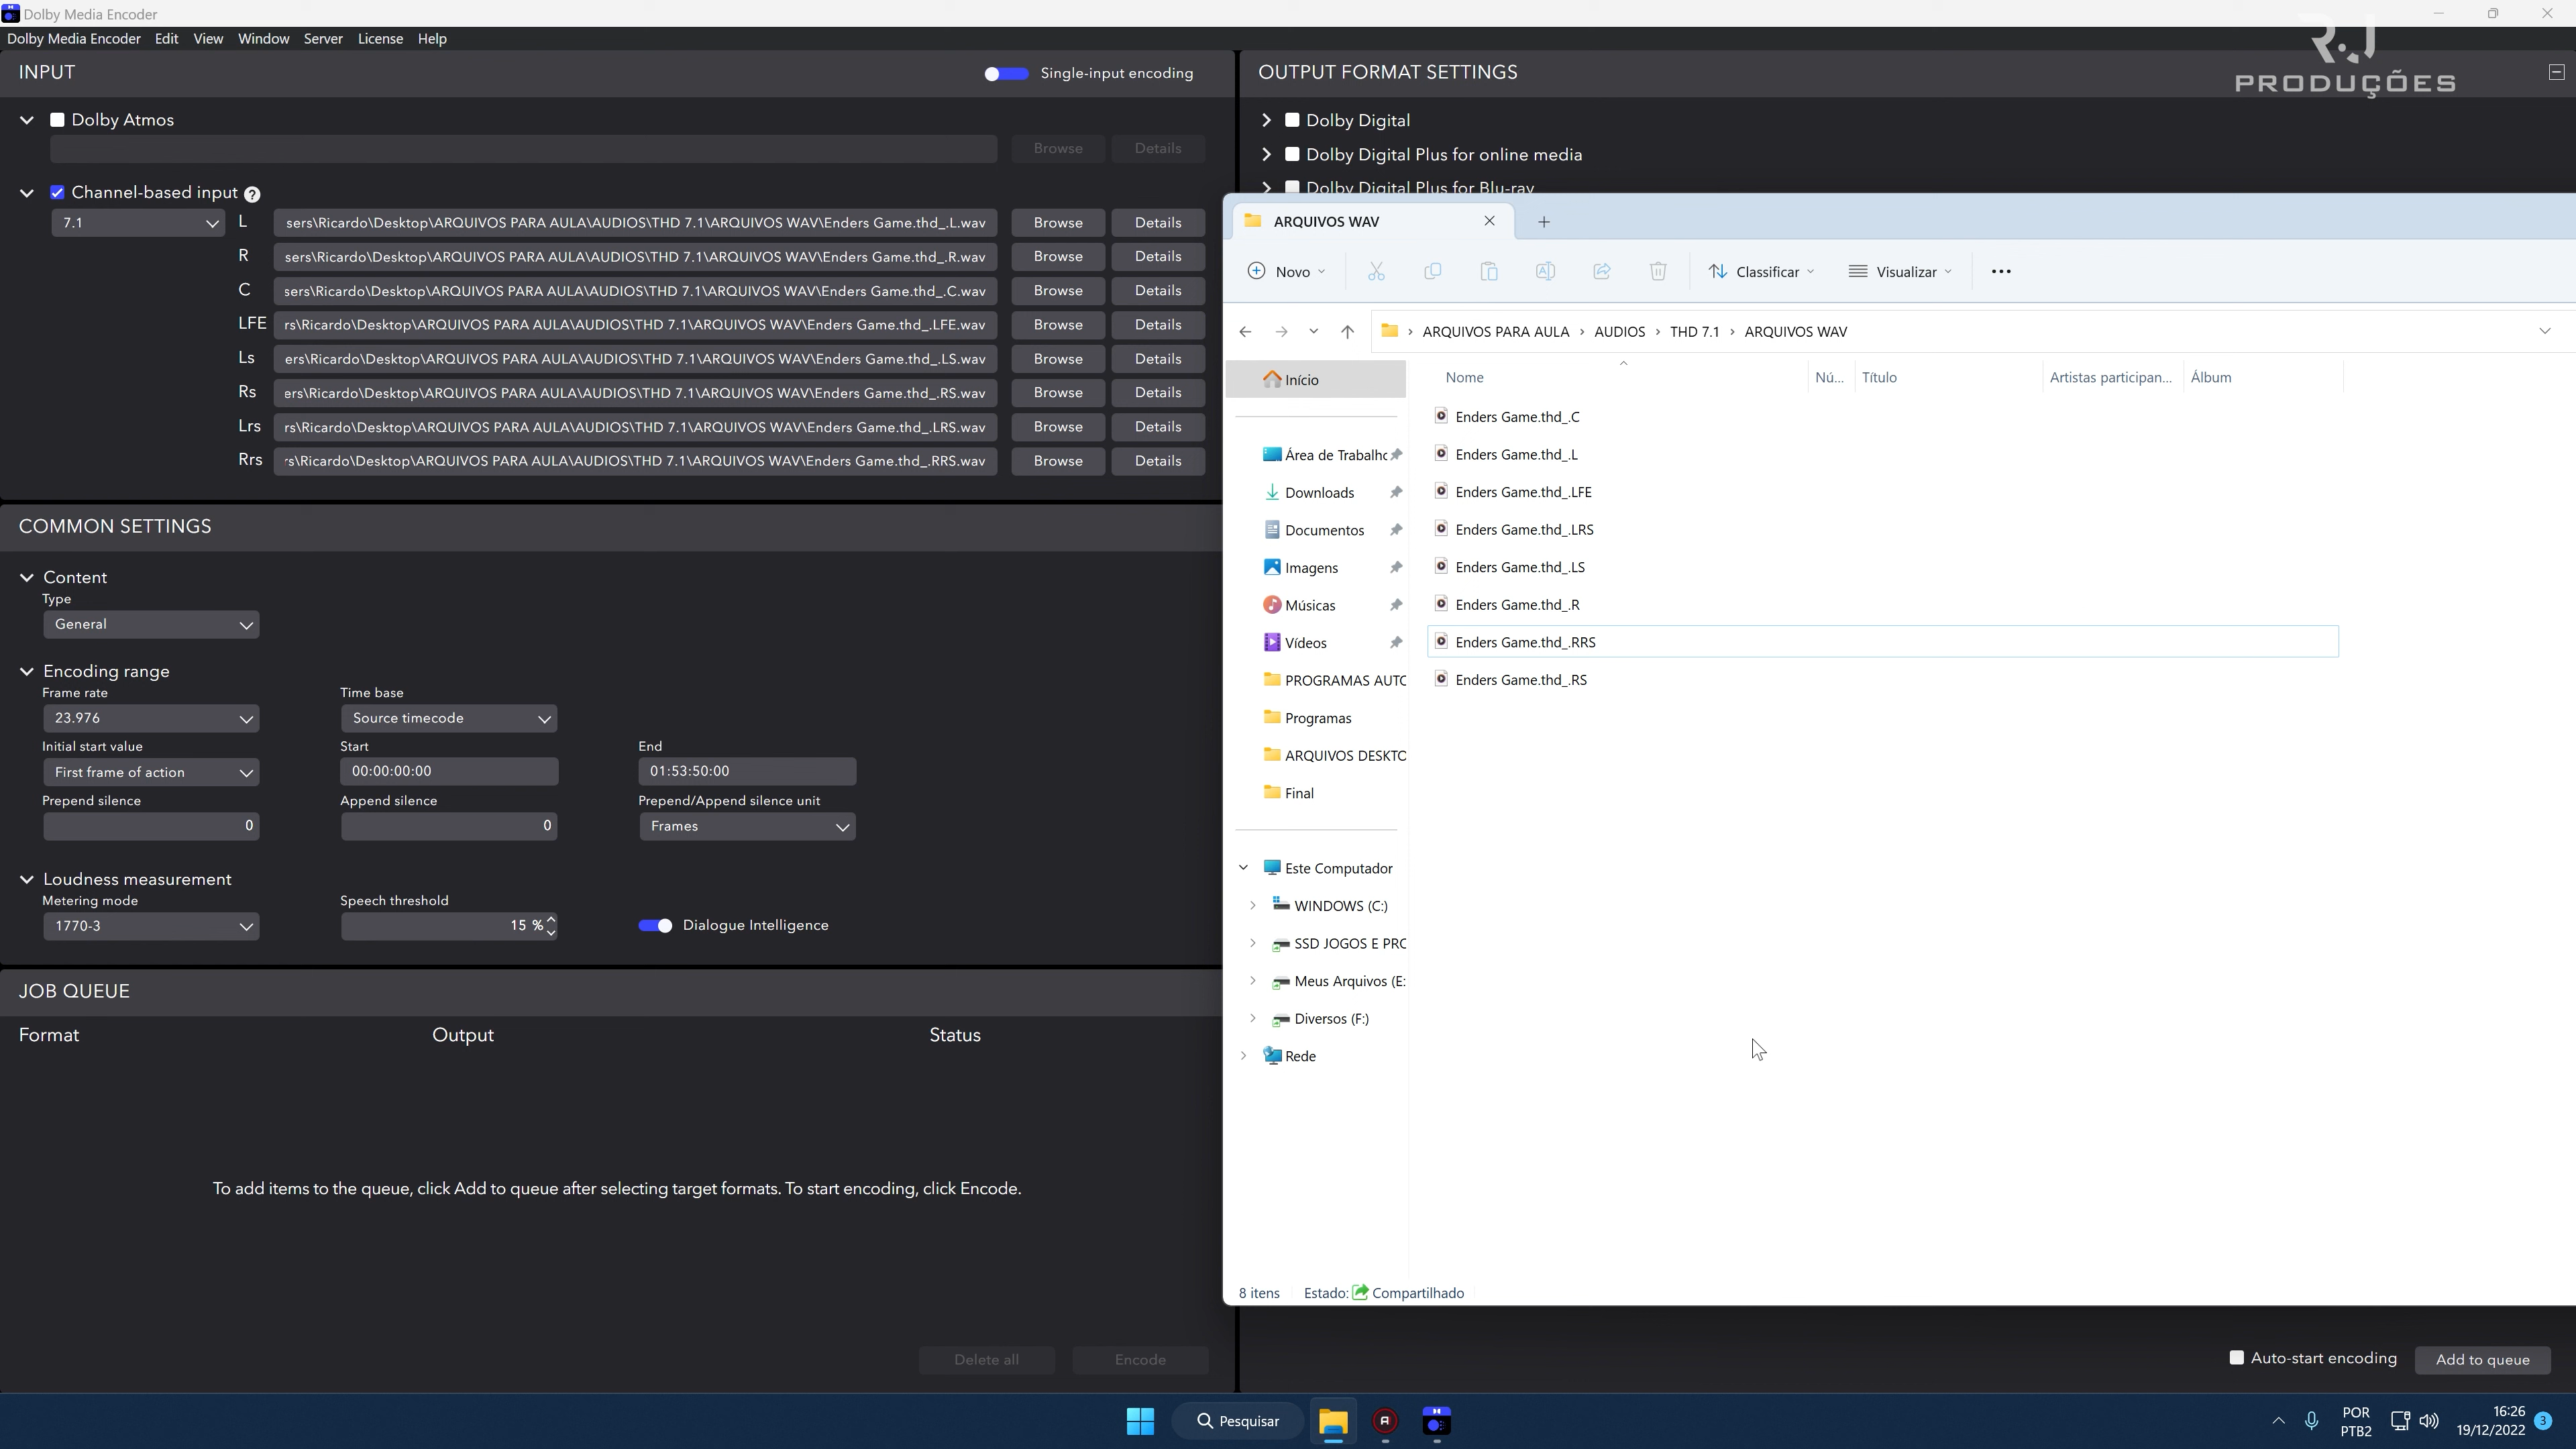 Dolby Media Encoder
Dolby Media Encoder Edit View Window Server License Help
R.J
PRODUÇÕES
INPUT
Single-input encoding
Dolby Atmos
Browse Details
Channel-based input ?
7.1
L sers\Ricardo\Desktop\ARQUIVOS PARA AULA\AUDIOS\THD 7.1\ARQUIVOS WAV\Enders Game.thd_.L.wav Browse Details
R sers\Ricardo\Desktop\ARQUIVOS PARA AULA\AUDIOS\THD 7.1\ARQUIVOS WAV\Enders Game.thd_.R.wav Browse Details
C sers\Ricardo\Desktop\ARQUIVOS PARA AULA\AUDIOS\THD 7.1\ARQUIVOS WAV\Enders Game.thd_.C.wav Browse Details
LFE rs\Ricardo\Desktop\ARQUIVOS PARA AULA\AUDIOS\THD 7.1\ARQUIVOS WAV\Enders Game.thd_.LFE.wav Browse Details
Ls ers\Ricardo\Desktop\ARQUIVOS PARA AULA\AUDIOS\THD 7.1\ARQUIVOS WAV\Enders Game.thd_.LS.wav Browse Details
Rs ers\Ricardo\Desktop\ARQUIVOS PARA AULA\AUDIOS\THD 7.1\ARQUIVOS WAV\Enders Game.thd_.RS.wav Browse Details
Lrs rs\Ricardo\Desktop\ARQUIVOS PARA AULA\AUDIOS\THD 7.1\ARQUIVOS WAV\Enders Game.thd_.LRS.wav Browse Details
Rrs rs\Ricardo\Desktop\ARQUIVOS PARA AULA\AUDIOS\THD 7.1\ARQUIVOS WAV\Enders Game.thd_.RRS.wav Browse Details
COMMON SETTINGS
Content
Type
General
Encoding range
Frame rate Time base
23.976 Source timecode
Initial start value Start End
First frame of action 00:00:00:00 01:53:50:00
Prepend silence Append silence Prepend/Append silence unit
0 0 Frames
Loudness measurement
Metering mode Speech threshold
1770-3 15 % Dialogue Intelligence
JOB QUEUE
Format Output Status
To add items to the queue, click Add to queue after selecting target formats. To start encoding, click Encode.
Delete all Encode
OUTPUT FORMAT SETTINGS
Dolby Digital
Dolby Digital Plus for online media
Dolby Digital Plus for Blu-ray
ARQUIVOS WAV
Novo Classificar Visualizar
ARQUIVOS PARA AULA › AUDIOS › THD 7.1 › ARQUIVOS WAV
Início
Área de Trabalho
Downloads
Documentos
Imagens
Músicas
Vídeos
PROGRAMAS AUTO
Programas
ARQUIVOS DESKTO
Final
Este Computador
WINDOWS (C:)
SSD JOGOS E PRO
Meus Arquivos (E:
Diversos (F:)
Rede
Nome Nú... Título Artistas participan... Álbum
Enders Game.thd_.C
Enders Game.thd_.L
Enders Game.thd_.LFE
Enders Game.thd_.LRS
Enders Game.thd_.LS
Enders Game.thd_.R
Enders Game.thd_.RRS
Enders Game.thd_.RS
8 itens Estado: Compartilhado
Auto-start encoding Add to queue
Pesquisar
POR
PTB2
16:26
19/12/2022
3